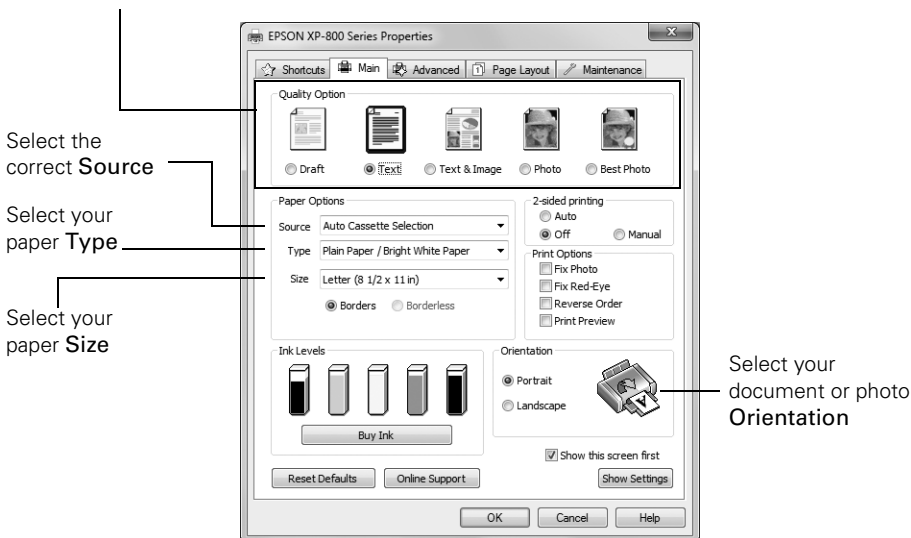 EPSON XP-800 Series Properties
Shortcuts Main Advanced Page Layout Maintenance
Quality Option
Draft Text Text & Image Photo Best Photo
Select the
correct Source
Select your
paper Type
Select your
paper Size
Paper Options
Source Auto Cassette Selection
Type Plain Paper / Bright White Paper
Size Letter (8 1/2 x 11 in)
Borders Borderless
2-sided printing
Auto
Off Manual
Print Options
Fix Photo
Fix Red-Eye
Reverse Order
Print Preview
Ink Levels
Buy Ink
Orientation
Portrait
Landscape
Select your
document or photo
Orientation
Show this screen first
Reset Defaults Online Support Show Settings
OK Cancel Help